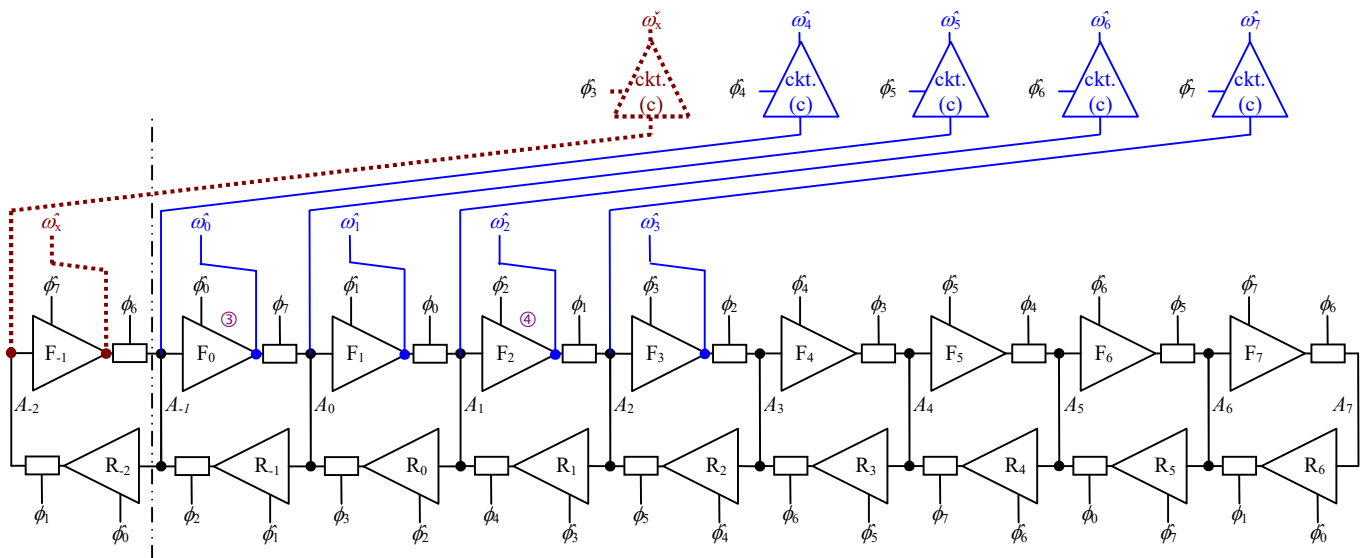 ω̂x ω̂4 ω̂5 ω̂6 ω̂7
ϕ̂3 ckt. (c) ϕ̂4 ckt. (c) ϕ̂5 ckt. (c) ϕ̂6 ckt. (c) ϕ̂7 ckt. (c)
ω̂x ω̂0 ω̂1 ω̂2 ω̂3
ϕ̂7 ϕ6 ϕ̂0 ③ ϕ7 ϕ̂1 ϕ0 ϕ̂2 ④ ϕ1 ϕ̂3 ϕ2 ϕ̂4 ϕ3 ϕ̂5 ϕ4 ϕ̂6 ϕ5 ϕ̂7 ϕ6
F-1 F0 F1 F2 F3 F4 F5 F6 F7
A-2 A-1 A0 A1 A2 A3 A4 A5 A6 A7
R-2 R-1 R0 R1 R2 R3 R4 R5 R6
ϕ1 ϕ̂0 ϕ2 ϕ̂1 ϕ3 ϕ̂2 ϕ4 ϕ̂3 ϕ5 ϕ̂4 ϕ6 ϕ̂5 ϕ7 ϕ̂6 ϕ0 ϕ̂7 ϕ1 ϕ̂0